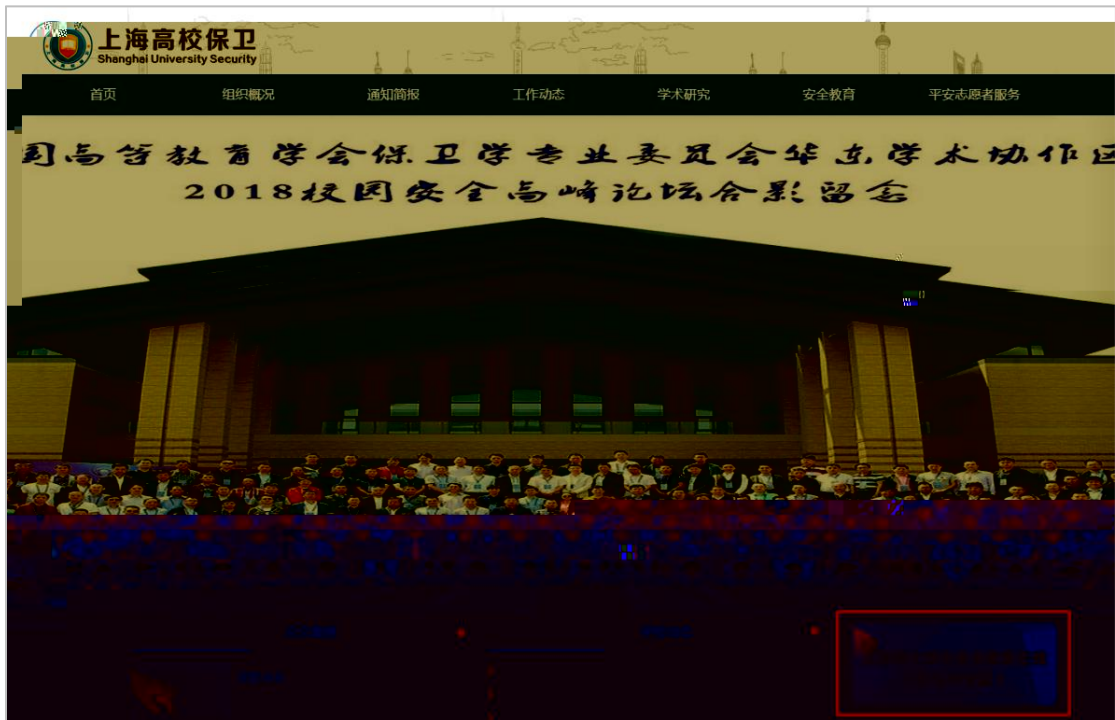 上海高校保卫
Shanghai University Security
首页 组织概况 通知简报 工作动态 学术研究 安全教育 平安志愿者服务
国高等教育学会保卫学专业委员会华东学术协作区
2018校园安全高峰论坛合影留念